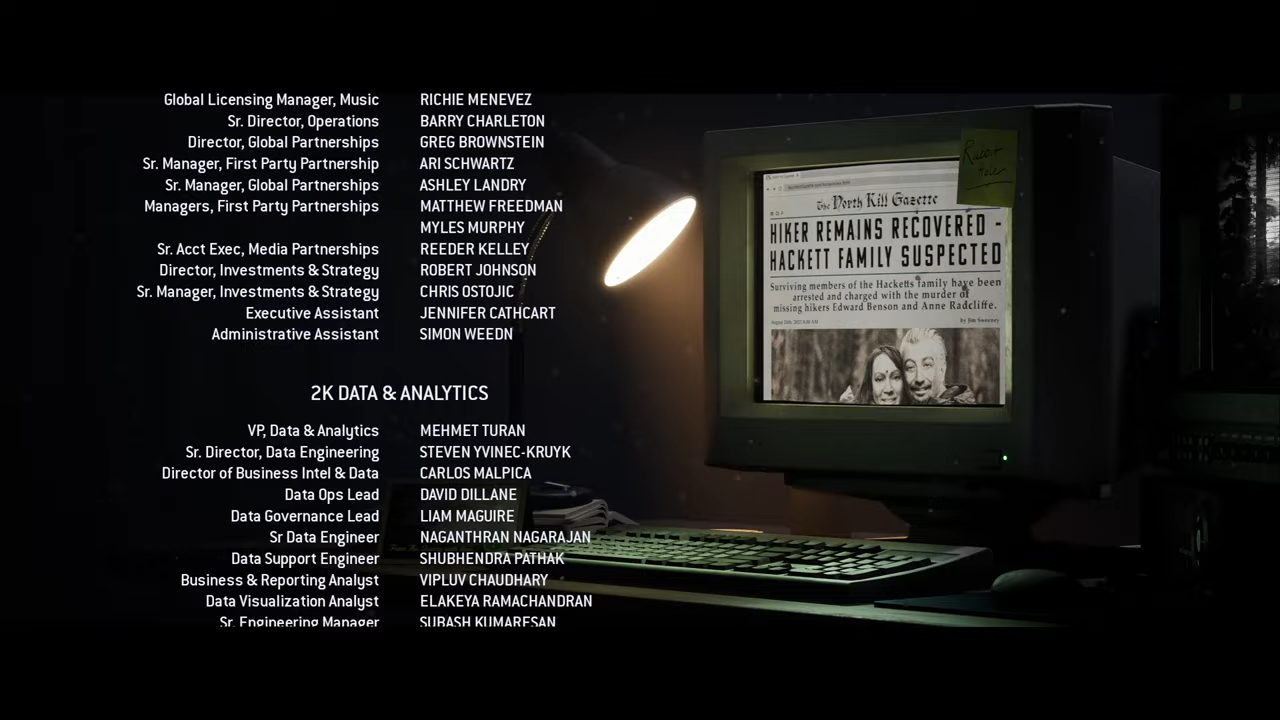 Global Licensing Manager, Music RICHIE MENEVEZ
Sr. Director, Operations BARRY CHARLETON
Director, Global Partnerships GREG BROWNSTEIN
Sr. Manager, First Party Partnership ARI SCHWARTZ
Sr. Manager, Global Partnerships ASHLEY LANDRY
Managers, First Party Partnerships MATTHEW FREEDMAN
MYLES MURPHY
Sr. Acct Exec, Media Partnerships REEDER KELLEY
Director, Investments & Strategy ROBERT JOHNSON
Sr. Manager, Investments & Strategy CHRIS OSTOJIC
Executive Assistant JENNIFER CATHCART
Administrative Assistant SIMON WEEDN
2K DATA & ANALYTICS
VP, Data & Analytics MEHMET TURAN
Sr. Director, Data Engineering STEVEN YVINEC-KRUYK
Director of Business Intel & Data CARLOS MALPICA
Data Ops Lead DAVID DILLANE
Data Governance Lead LIAM MAGUIRE
Sr Data Engineer NAGANTHRAN NAGARAJAN
Data Support Engineer SHUBHENDRA PATHAK
Business & Reporting Analyst VIPLUV CHAUDHARY
Data Visualization Analyst ELAKEYA RAMACHANDRAN
Sr. Engineering Manager SUBASH KUMARESAN
Rabbit
Hole
The North Kill Gazette
HIKER REMAINS RECOVERED -
HACKETT FAMILY SUSPECTED
Surviving members of the Hacketts family have been
arrested and charged with the murder of
missing hikers Edward Benson and Anne Radcliffe.
by Jim Sweeney